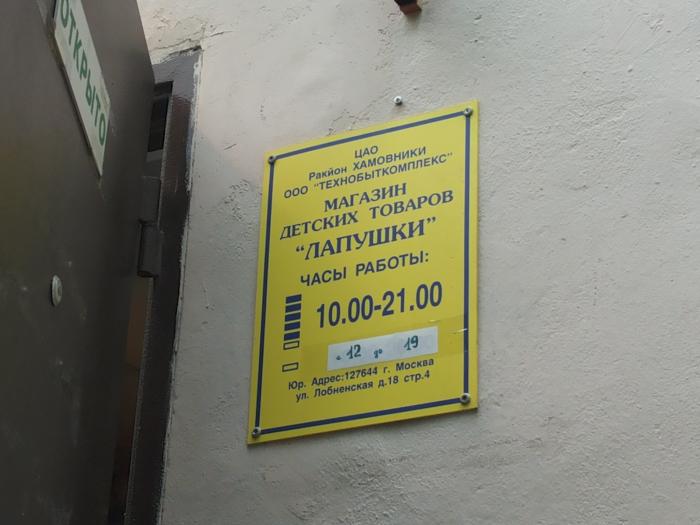 ОТКРЫТО
ЦАО
Ракйон ХАМОВНИКИ
ООО "ТЕХНОБЫТКОМПЛЕКС"
МАГАЗИН
ДЕТСКИХ ТОВАРОВ
"ЛАПУШКИ"
ЧАСЫ РАБОТЫ:
10.00-21.00
с 12 до 19
Юр. Адрес:127644 г. Москва
ул. Лобненская д.18 стр.4